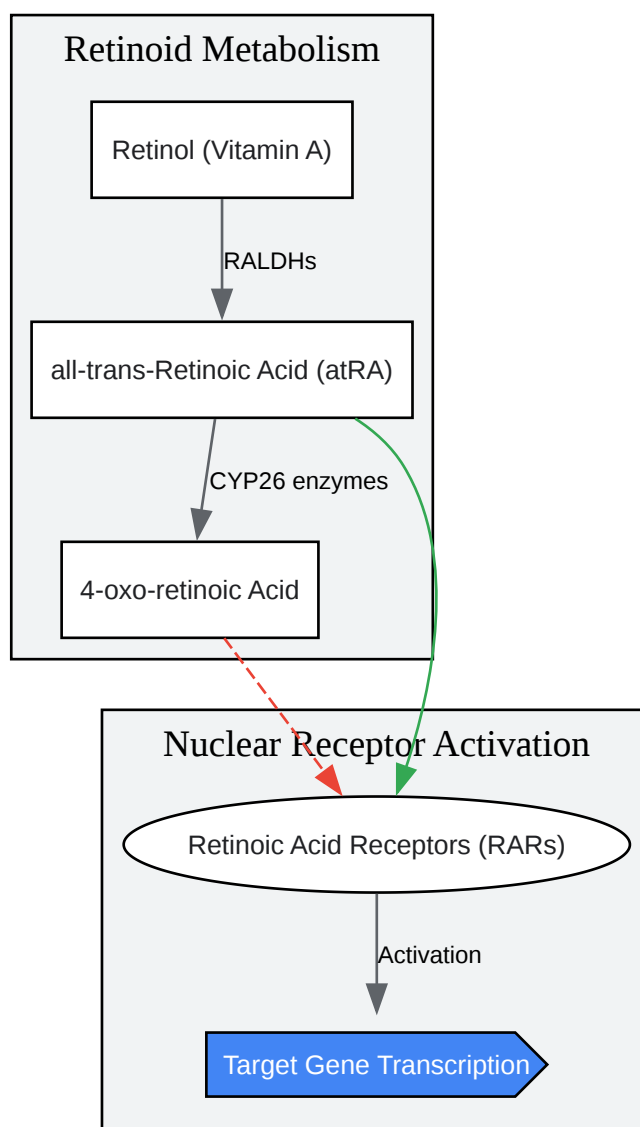 Retinoid Metabolism
Retinol (Vitamin A)
RALDHs
all-trans-Retinoic Acid (atRA)
CYP26 enzymes
4-oxo-retinoic Acid
Nuclear Receptor Activation
Retinoic Acid Receptors (RARs)
Activation
Target Gene Transcription